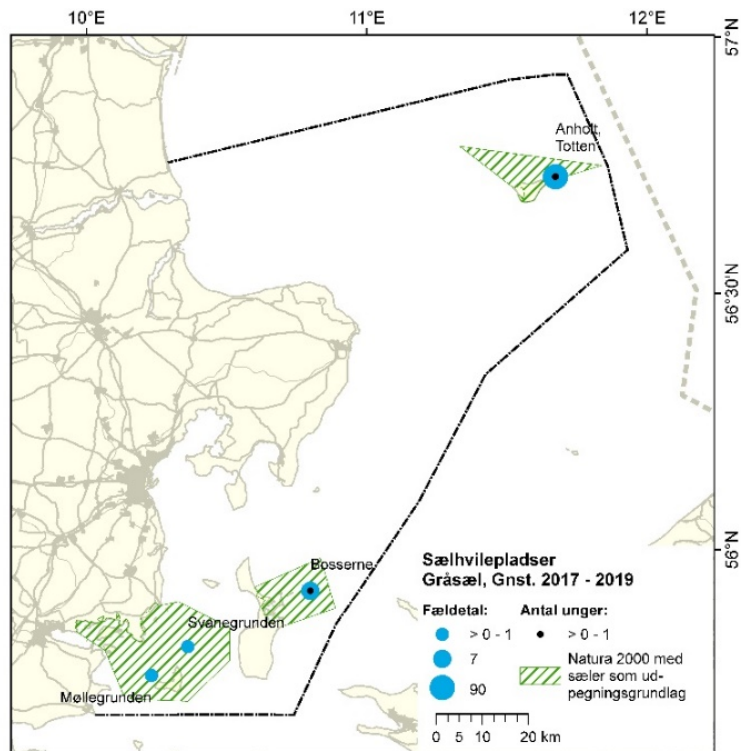 10°E
11°E
12°E
57°N
Anholt,
Totten
56°30'N
56°N
Bosserne
Svanegrunden
Møllegrunden
Sælhvilepladser
Gråsæl, Gnst. 2017 - 2019
Fældetal:
Antal unger:
> 0 - 1
> 0 - 1
7
90
Natura 2000 med
sæler som ud-
pegningsgrundlag
0 5 10 20 km